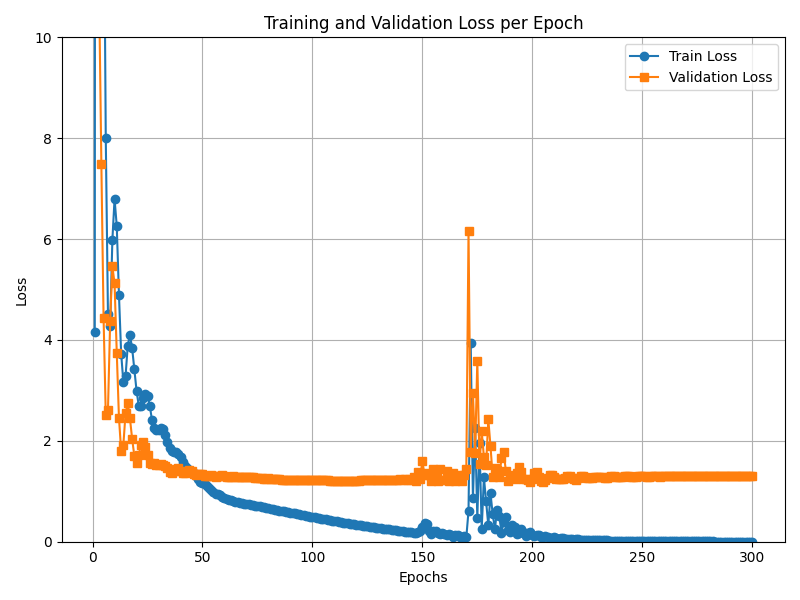 Training and Validation Loss per Epoch
Train Loss
Validation Loss
Loss
10
8
6
4
2
0
0 50 100 150 200 250 300
Epochs